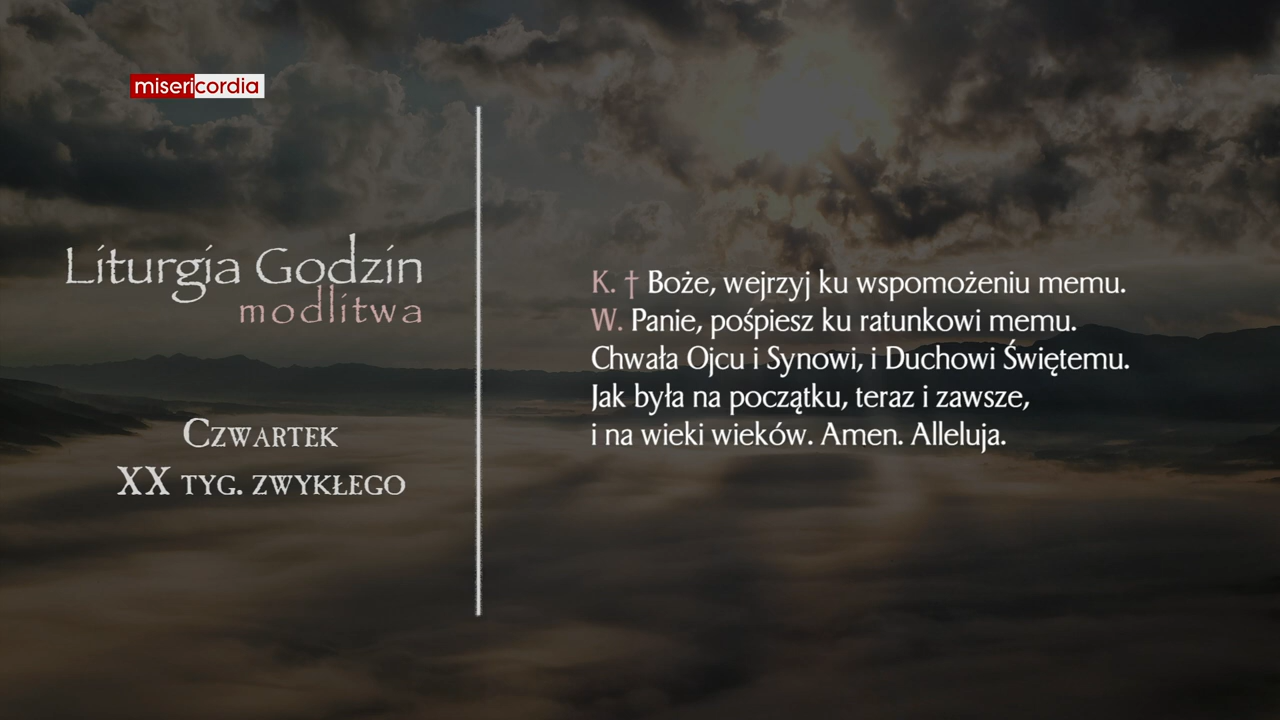 misericordia
Liturgia Godzin
modlitwa
Czwartek
XX tyg. zwykłego
K. † Boże, wejrzyj ku wspomożeniu memu.
W. Panie, pośpiesz ku ratunkowi memu.
Chwała Ojcu i Synowi, i Duchowi Świętemu.
Jak była na początku, teraz i zawsze,
i na wieki wieków. Amen. Alleluja.